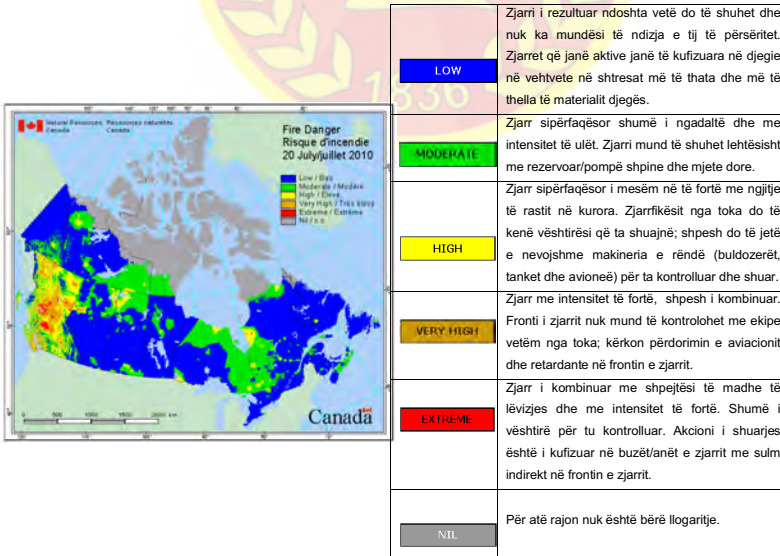 Natural Resources Ressources naturelles
Canada Canada
Fire Danger
Risque d'incendie
20 July/juillet 2010
Low / Bas
Moderate / Modéré
High / Élevé
Very High / Très élevé
Extreme / Extrême
Nil / s.o.
0 500 1000 1500 2000 km
Canada
1836
LOW
Zjarri i rezultuar ndoshta vetë do të shuhet dhe
nuk ka mundësi të ndizja e tij të përsëritet.
Zjarret që janë aktive janë të kufizuara në djegie
në vehtvete në shtresat më të thata dhe më të
thella të materialit djegës.
MODERATE
Zjarr sipërfaqësor shumë i ngadaltë dhe me
intensitet të ulët. Zjarri mund të shuhet lehtësisht
me rezervoar/pompë shpine dhe mjete dore.
HIGH
Zjarr sipërfaqësor i mesëm në të fortë me ngjitje
të rastit në kurora. Zjarrfikësit nga toka do të
kenë vështirësi që ta shuajnë; shpesh do të jetë
e nevojshme makineria e rëndë (buldozerët,
tanket dhe avioneë) për ta kontrolluar dhe shuar.
VERY HIGH
Zjarr me intensitet të fortë, shpesh i kombinuar.
Fronti i zjarrit nuk mund të kontrolohet me ekipe
vetëm nga toka; kërkon përdorimin e aviacionit
dhe retardante në frontin e zjarrit.
EXTREME
Zjarr i kombinuar me shpejtësi të madhe të
lëvizjes dhe me intensitet të fortë. Shumë i
vështirë për tu kontrolluar. Akcioni i shuarjes
është i kufizuar në buzët/anët e zjarrit me sulm
indirekt në frontin e zjarrit.
NIL
Për atë rajon nuk është bërë llogaritje.